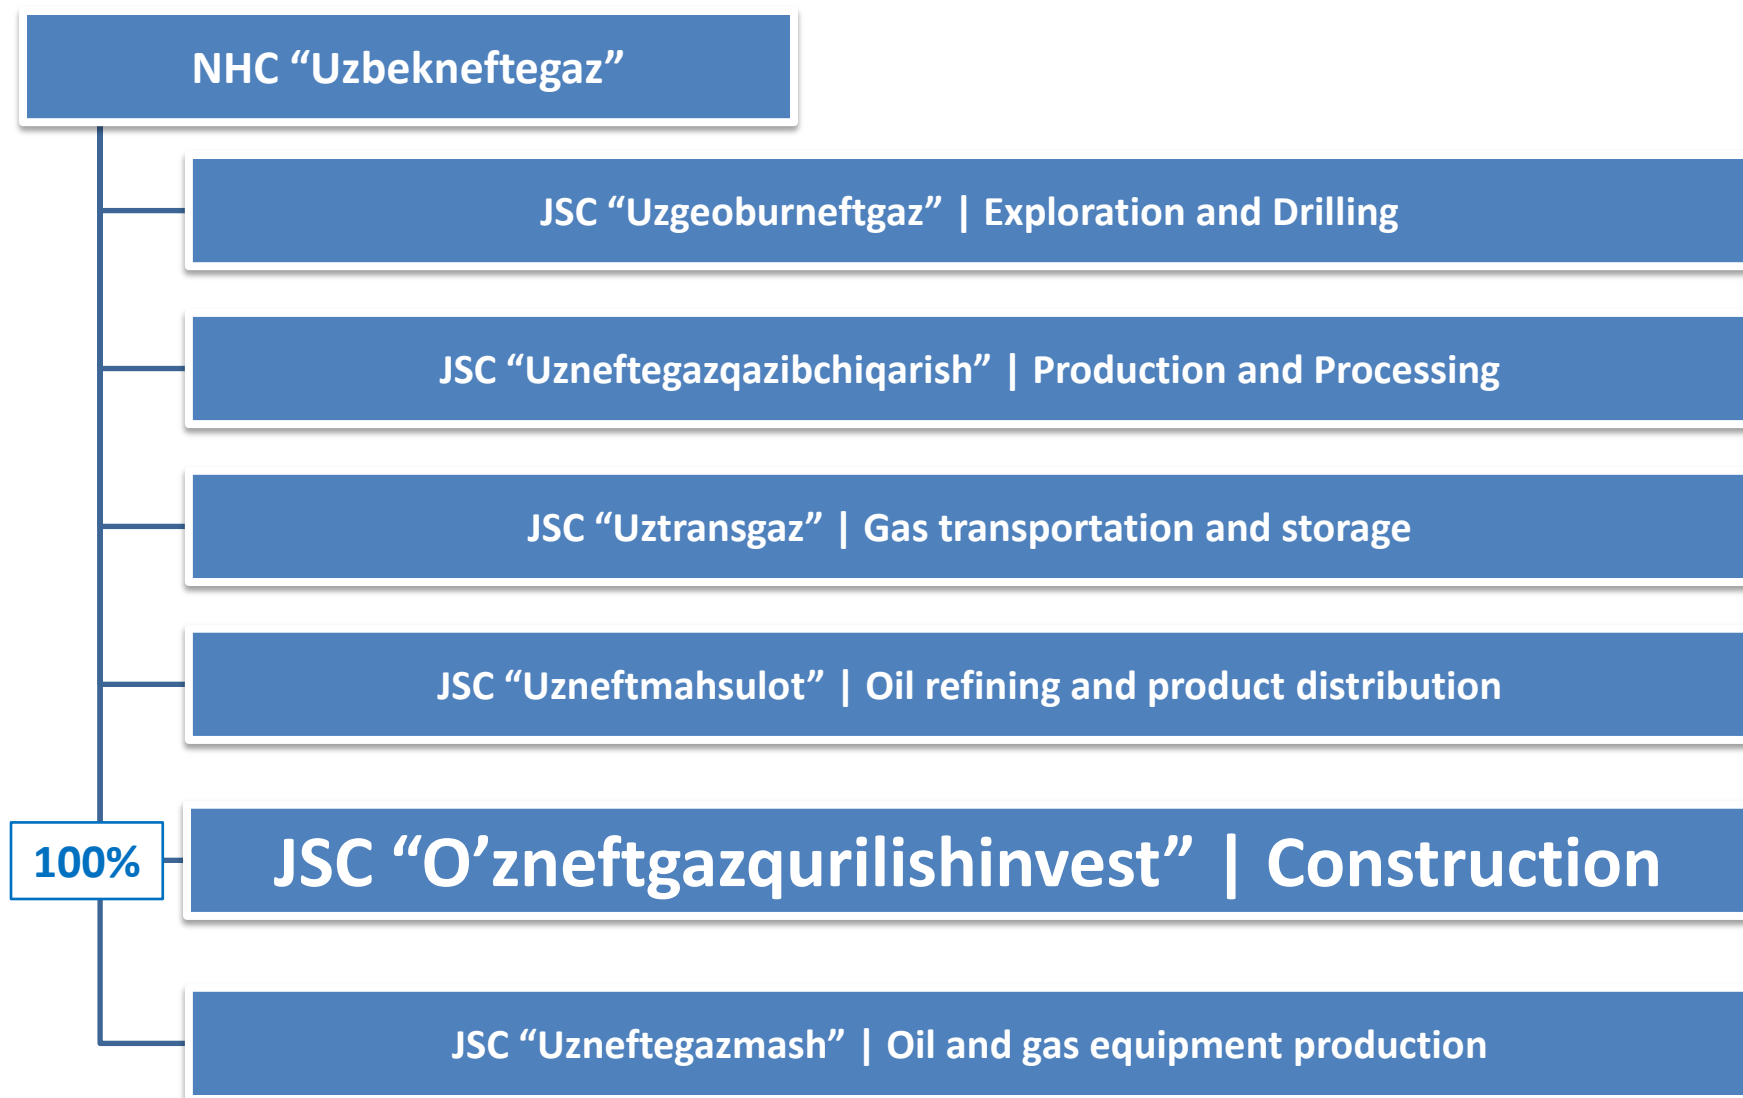 NHC “Uzbekneftegaz”
JSC “Uzgeoburneftgaz” | Exploration and Drilling
JSC “Uzneftegazqazibchiqarish” | Production and Processing
JSC “Uztransgaz” | Gas transportation and storage
JSC “Uzneftmahsulot” | Oil refining and product distribution
100%
JSC “O’zneftgazqurilishinvest” | Construction
JSC “Uzneftegazmash” | Oil and gas equipment production